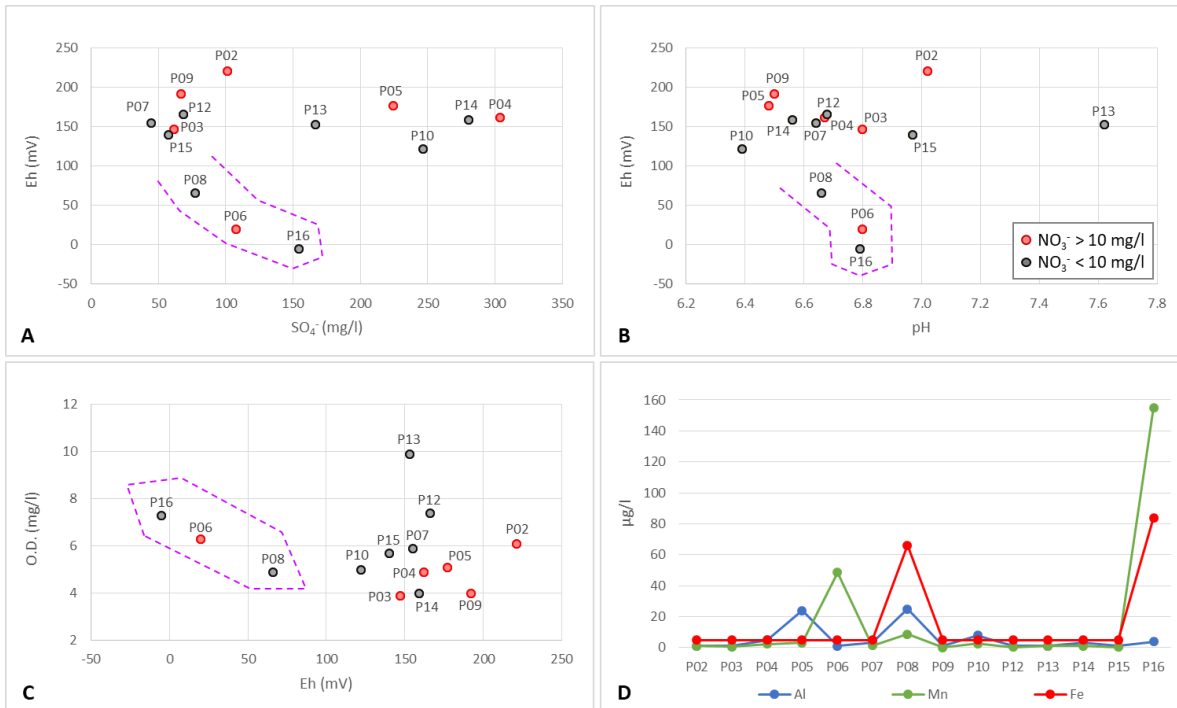 250
200
150
100
50
0
-50
Eh (mV)
P02
P09
P05
P07
P12
P13
P14
P04
P03
P15
P10
P08
P06
P16
0 50 100 150 200 250 300 350
A
SO₄⁻ (mg/l)
250
200
150
100
50
0
-50
Eh (mV)
P02
P09
P05
P12
P13
P14
P04
P03
P10
P07
P15
P08
P06
P16
NO₃⁻ > 10 mg/l
NO₃⁻ < 10 mg/l
6.2 6.4 6.6 6.8 7.0 7.2 7.4 7.6 7.8
B
pH
12
10
8
6
4
2
O.D. (mg/l)
P13
P16
P12
P06
P15
P07
P02
P08
P10
P05
P04
P03
P14
P09
-50 0 50 100 150 200 250
C
Eh (mV)
160
140
120
100
80
60
40
20
0
µg/l
P02 P03 P04 P05 P06 P07 P08 P09 P10 P12 P13 P14 P15 P16
D
Al Mn Fe